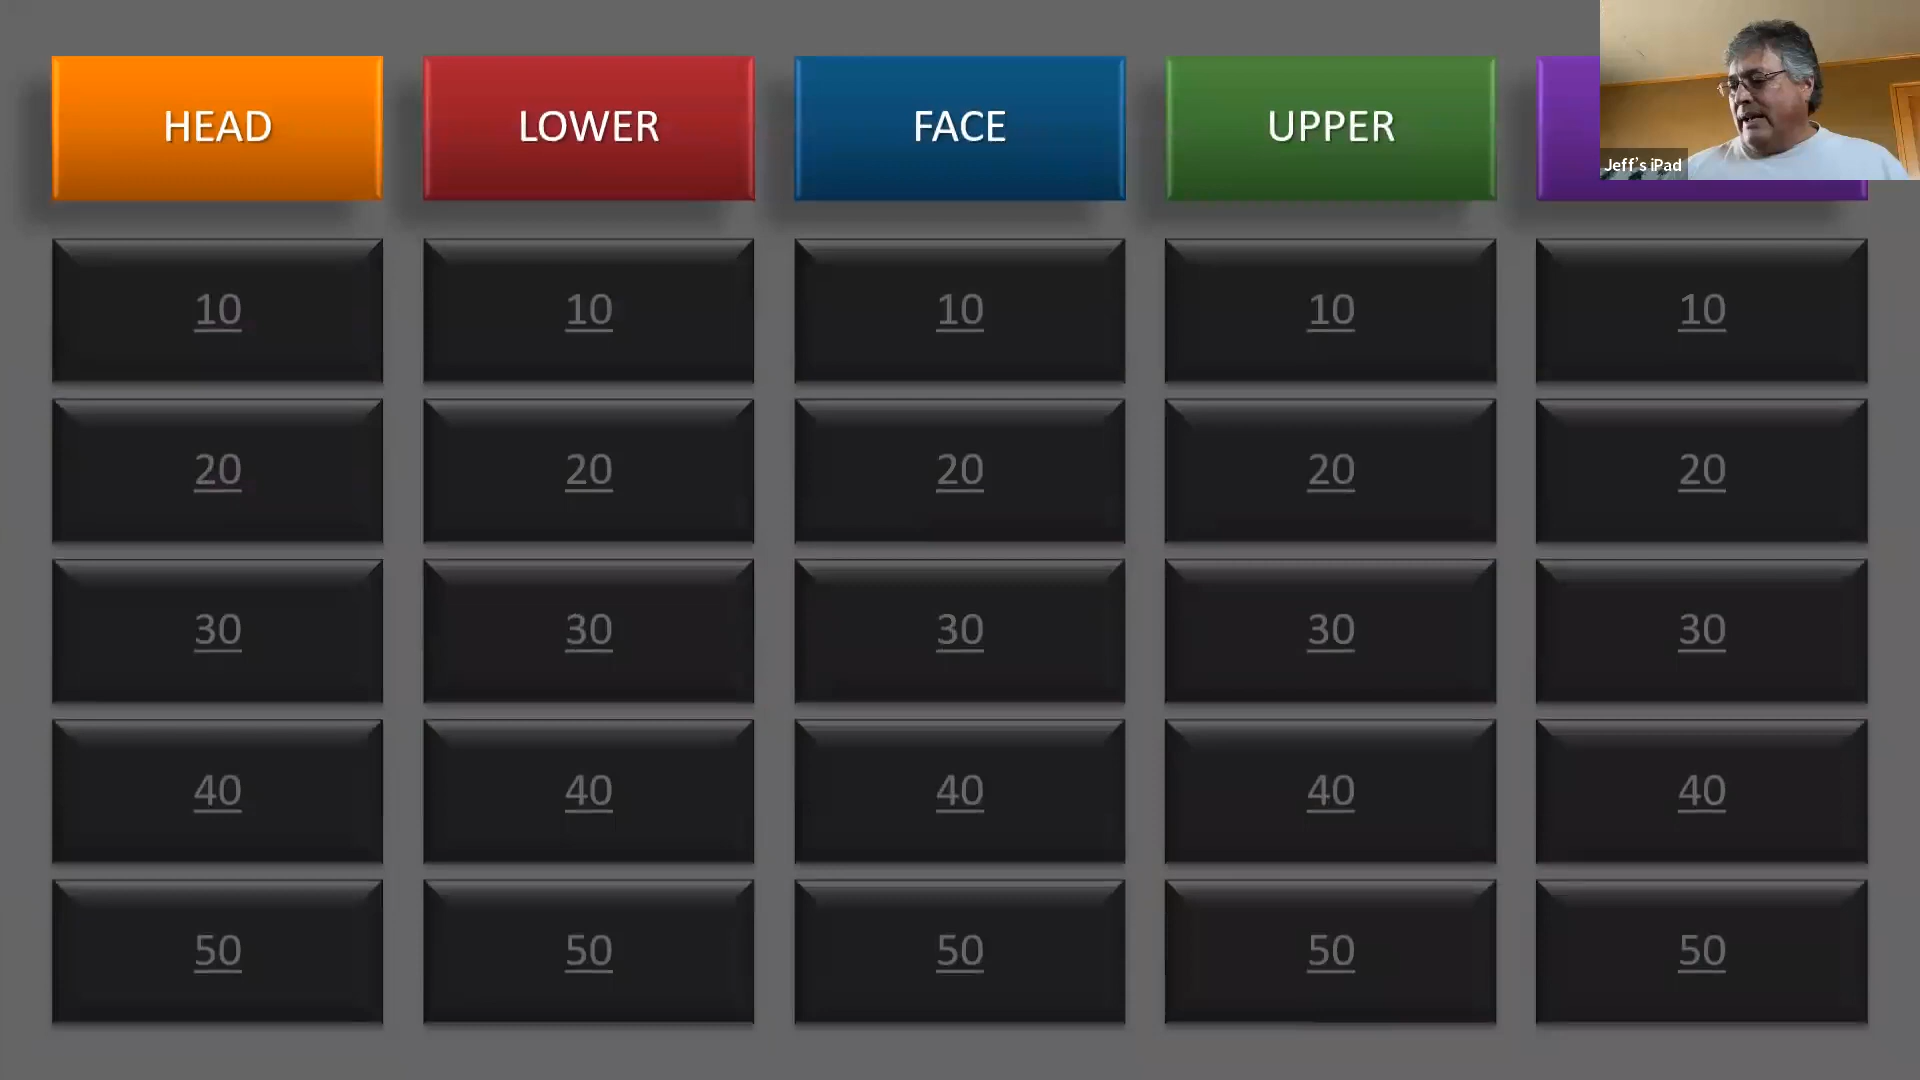 HEAD LOWER FACE UPPER
Jeff's iPad
10 10 10 10 10
20 20 20 20 20
30 30 30 30 30
40 40 40 40 40
50 50 50 50 50